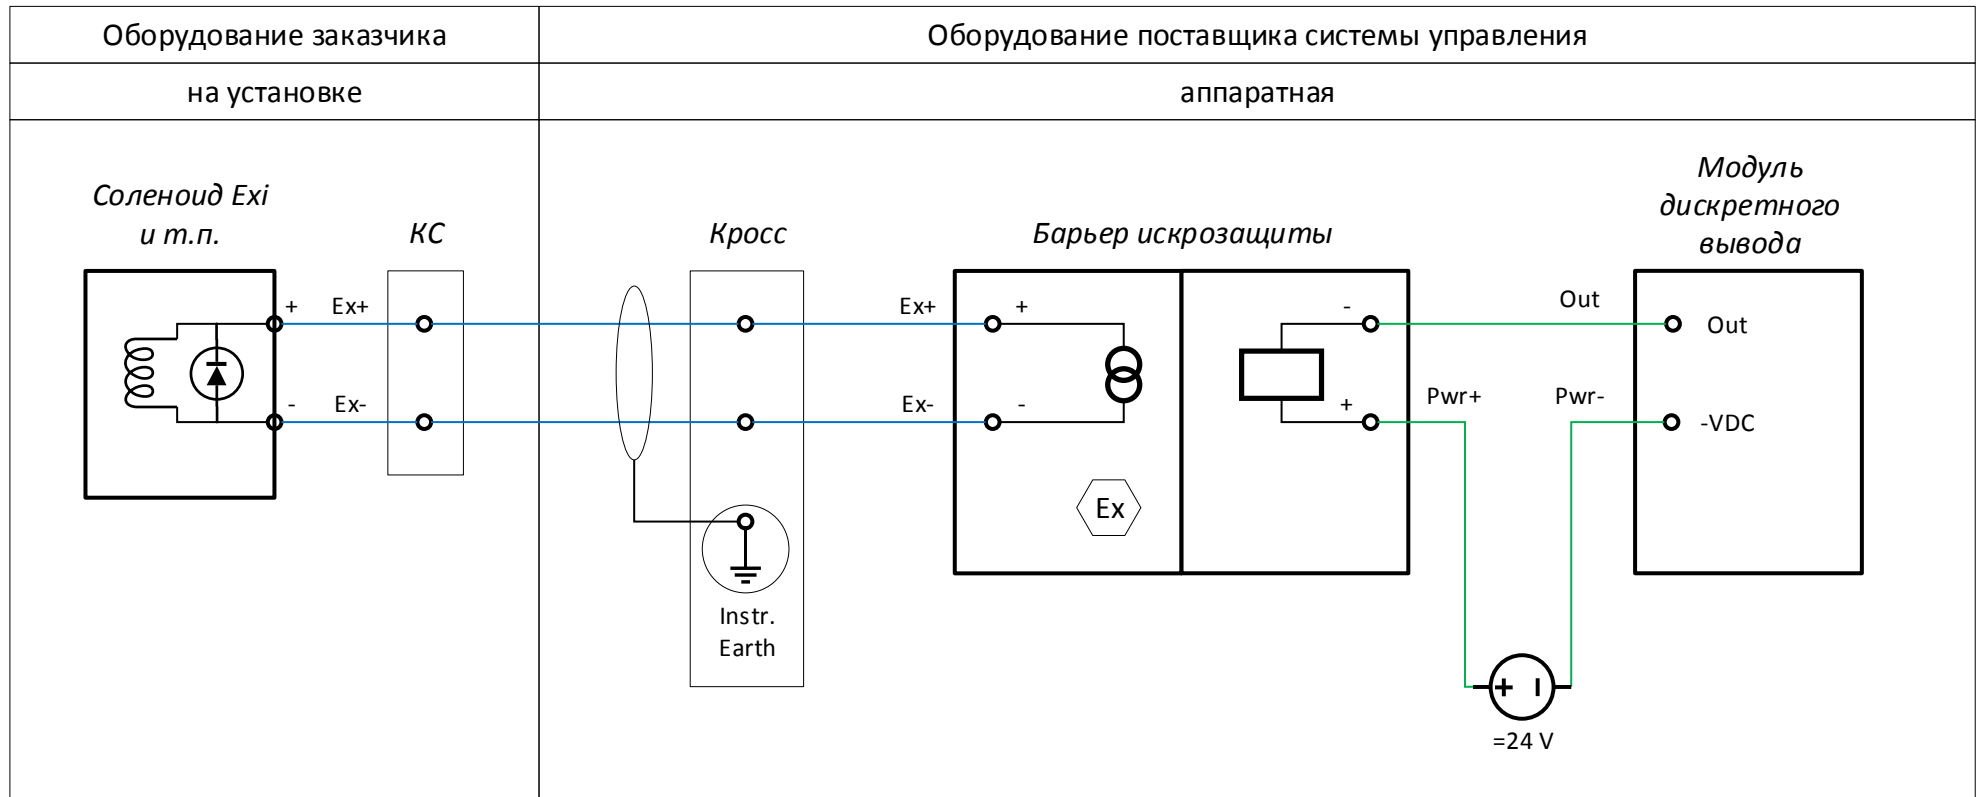 Оборудование заказчика
Оборудование поставщика системы управления
на установке
аппаратная
Соленоид Exi
и т.п.
КС
Кросс
Барьер искрозащиты
Модуль
дискретного
вывода
+
Ex+
Ex+
+
-
Out
Out
-
Ex-
Ex-
-
+
Pwr+
Pwr-
-VDC
Ex
Instr.
Earth
=24 V